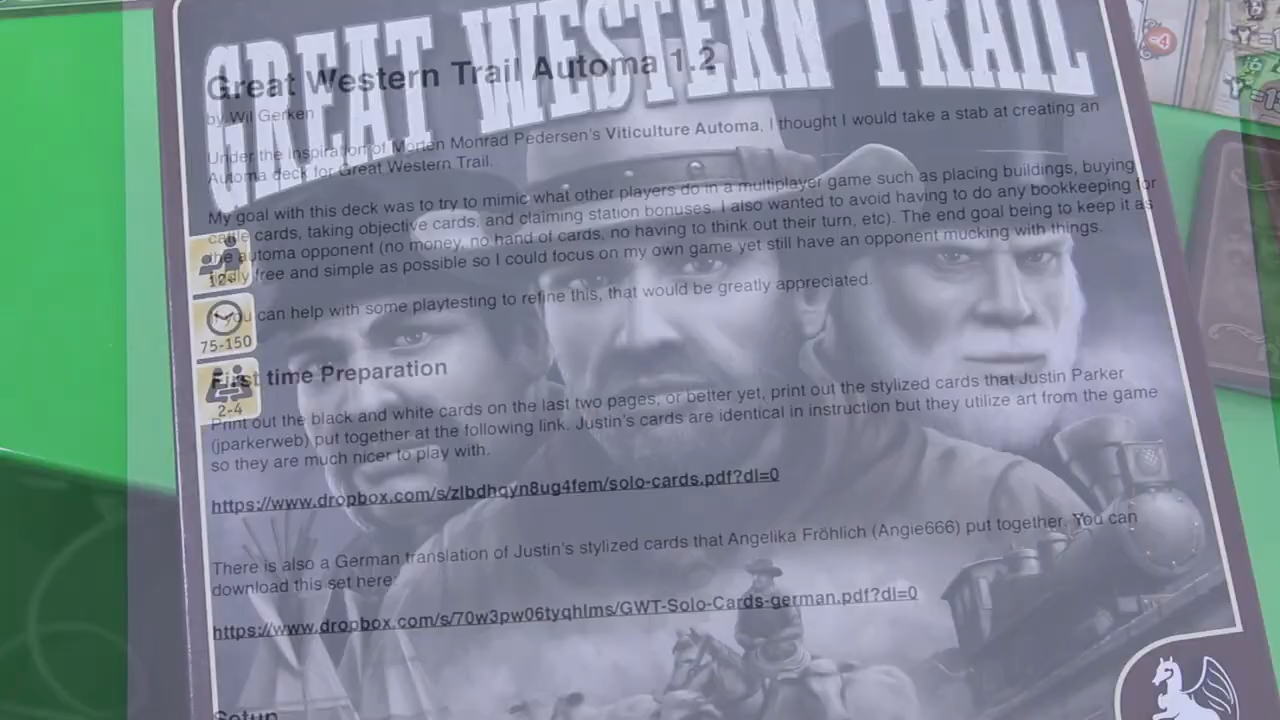 GREAT WESTERN TRAIL
Great Western Trail Automa 1.2
by Wil Gerken
Under the inspiration of Morten Monrad Pedersen's Viticulture Automa, I thought I would take a stab at creating an
Automa deck for Great Western Trail.
My goal with this deck was to try to mimic what other players do in a multiplayer game such as placing buildings, buying
cattle cards, taking objective cards, and claiming station bonuses. I also wanted to avoid having to do any bookkeeping for
the automa opponent (no money, no hand of cards, no having to think out their turn, etc). The end goal being to keep it as
free and simple as possible so I could focus on my own game yet still have an opponent mucking with things.
If you can help with some playtesting to refine this, that would be greatly appreciated.
12+
75-150
2-4
First time Preparation
Print out the black and white cards on the last two pages, or better yet, print out the stylized cards that Justin Parker
(jparkerweb) put together at the following link. Justin's cards are identical in instruction but they utilize art from the game
so they are much nicer to play with.
https://www.dropbox.com/s/zlbdhqyn8ug4fem/solo-cards.pdf?dl=0
There is also a German translation of Justin's stylized cards that Angelika Fröhlich (Angie666) put together. You can
download this set here:
https://www.dropbox.com/s/70w3pw06tyqhlms/GWT-Solo-Cards-german.pdf?dl=0
Setup
-4